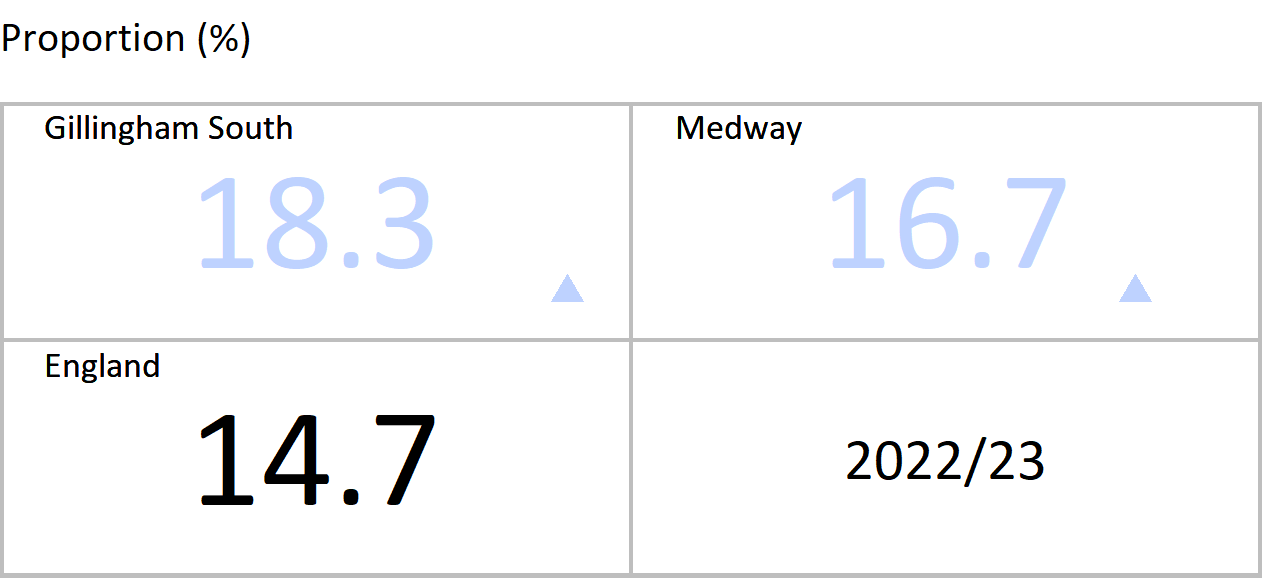 Proportion (%)
Gillingham South
Medway
18.3
16.7
England
14.7
2022/23